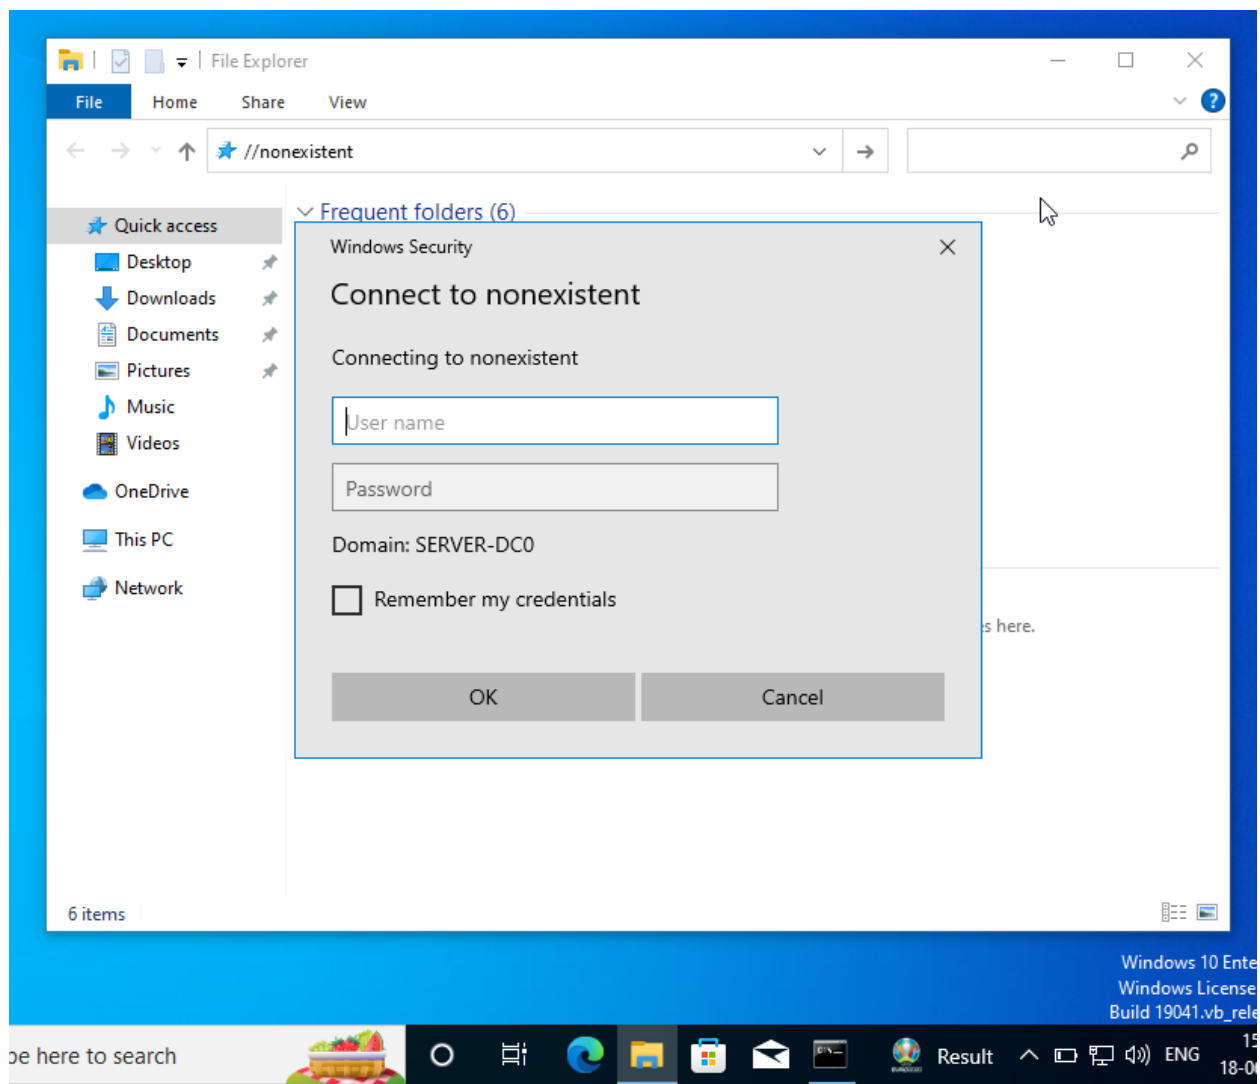 File Explorer
File Home Share View
//nonexistent
Quick access
Desktop
Downloads
Documents
Pictures
Music
Videos
OneDrive
This PC
Network
Frequent folders (6)
Windows Security
Connect to nonexistent
Connecting to nonexistent
User name
Password
Domain: SERVER-DC0
Remember my credentials
OK Cancel
s here.
6 items
Windows 10 Ente
Windows License
Build 19041.vb_rele
pe here to search
Result
ENG
15
18-0